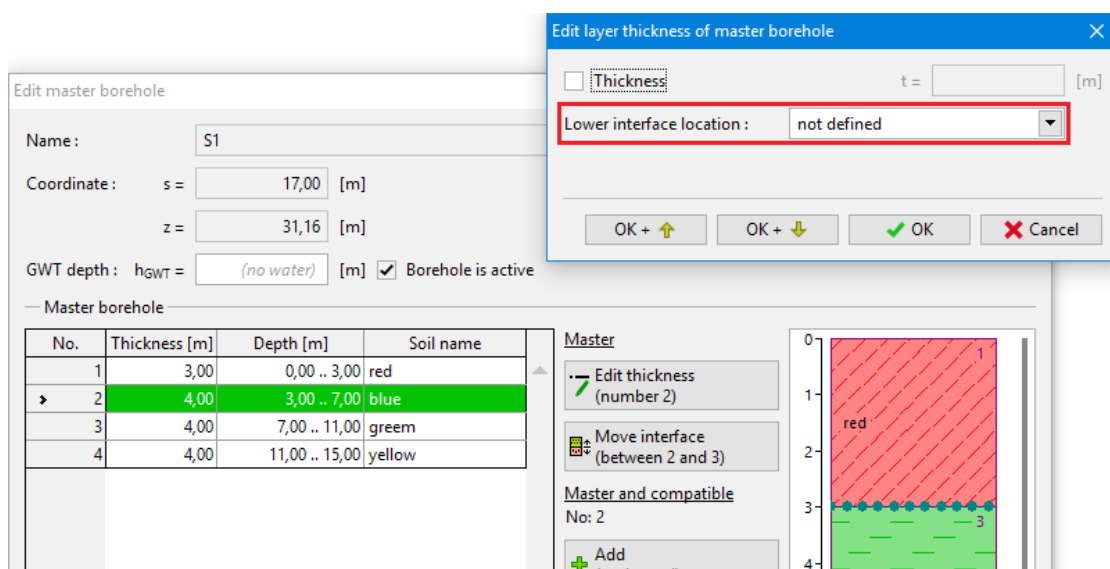 Edit layer thickness of master borehole
Thickness t = [m]
Lower interface location : not defined
OK + OK + OK Cancel
Edit master borehole
Name : S1
Coordinate : s = 17,00 [m]
z = 31,16 [m]
GWT depth : hGWT = (no water) [m] Borehole is active
Master borehole
No. Thickness [m] Depth [m] Soil name
1 3,00 0,00 .. 3,00 red
2 4,00 3,00 .. 7,00 blue
3 4,00 7,00 .. 11,00 greem
4 4,00 11,00 .. 15,00 yellow
Master
Edit thickness
(number 2)
Move interface
(between 2 and 3)
Master and compatible
No: 2
Add
0
1
1
red
2
3
3
4